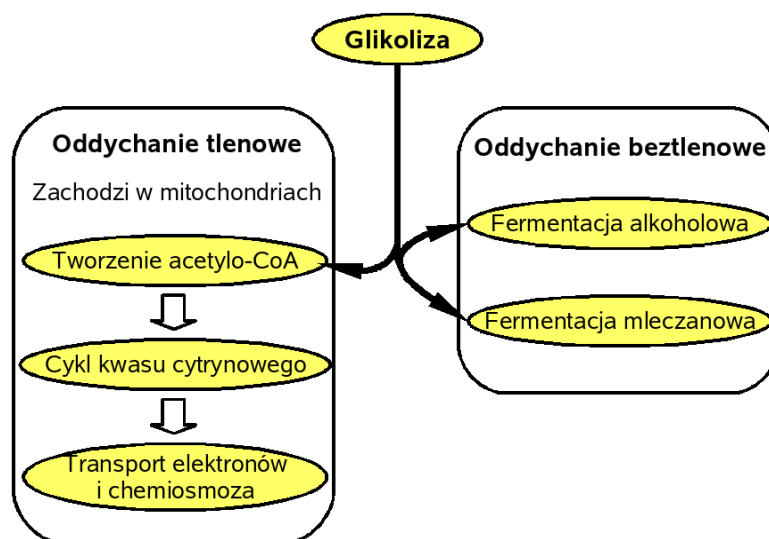 Glikoliza
Oddychanie tlenowe
Zachodzi w mitochondriach
Tworzenie acetylo-CoA
Cykl kwasu cytrynowego
Transport elektronów
i chemiosmoza
Oddychanie beztlenowe
Fermentacja alkoholowa
Fermentacja mleczanowa